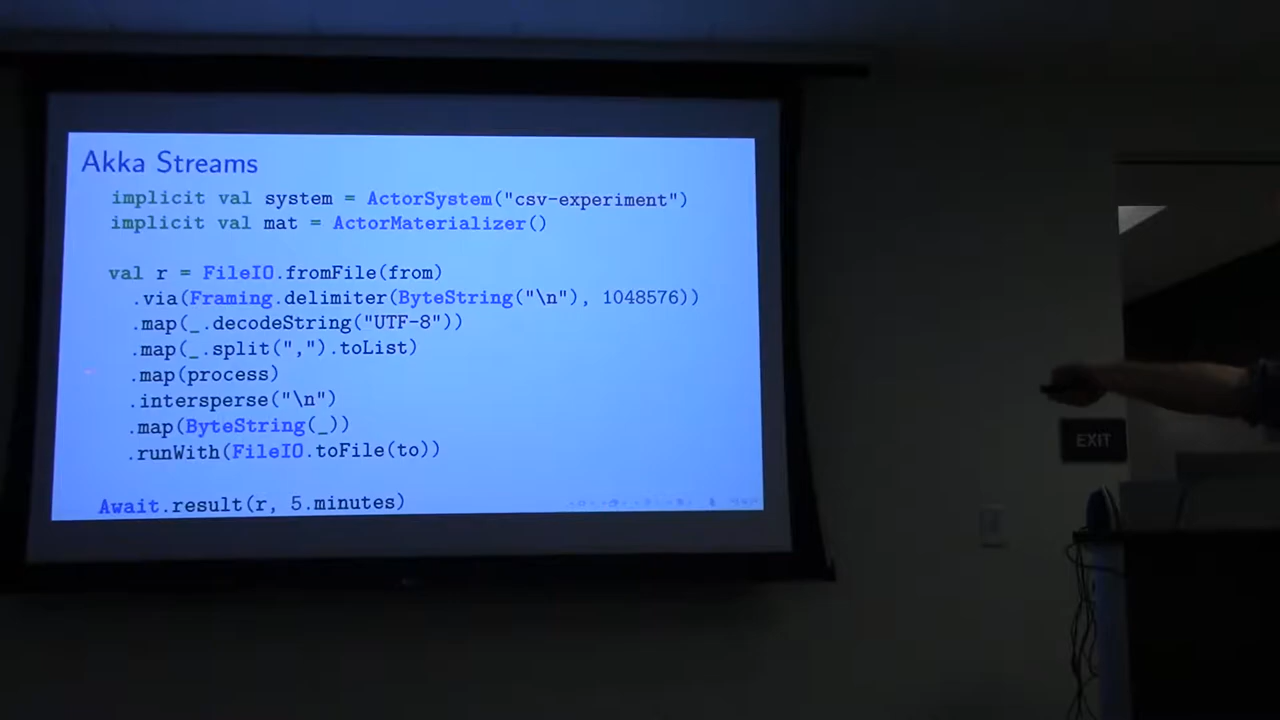 Akka Streams
implicit val system = ActorSystem("csv-experiment")
implicit val mat = ActorMaterializer()
val r = FileIO.fromFile(from)
.via(Framing.delimiter(ByteString("\n"), 1048576))
.map(_.decodeString("UTF-8"))
.map(_.split(",").toList)
.map(process)
.intersperse("\n")
.map(ByteString(_))
.runWith(FileIO.toFile(to))
Await.result(r, 5.minutes)
EXIT